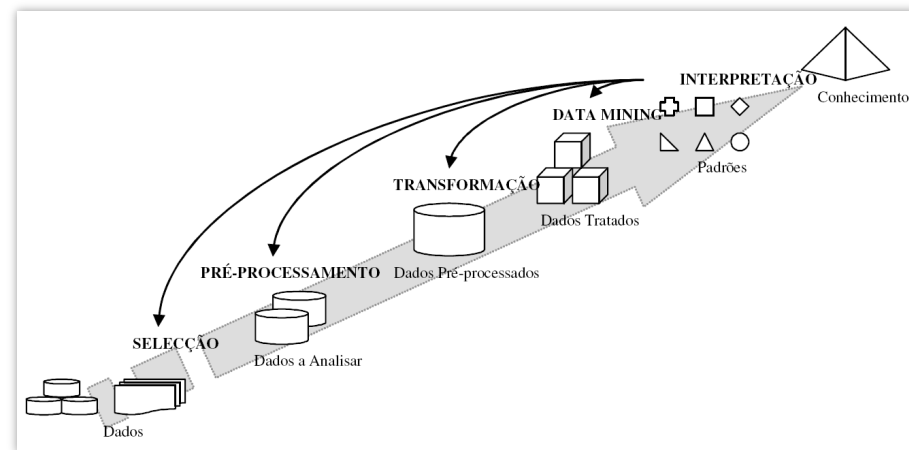 INTERPRETAÇÃO
Conhecimento
DATA MINING
Padrões
TRANSFORMAÇÃO
Dados Tratados
PRÉ-PROCESSAMENTO
Dados Pré-processados
SELECÇÃO
Dados a Analisar
Dados